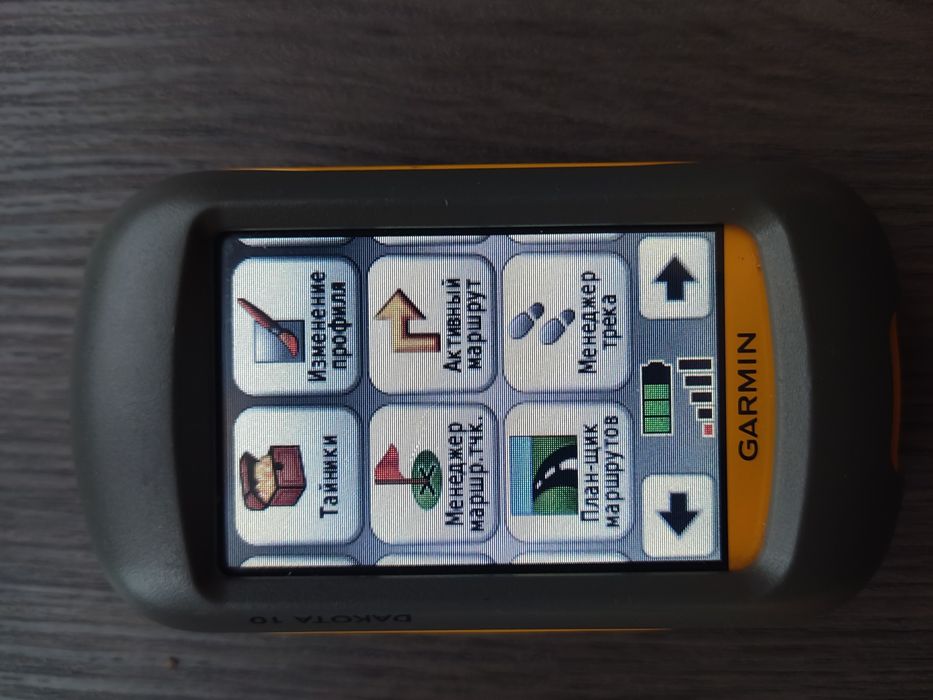 Тайники
Изменение
профиля
Менеджер
маршр.тчк.
Активный
маршрут
План-щик
маршрутов
Менеджер
трека
GARMIN
DAKOTA 10